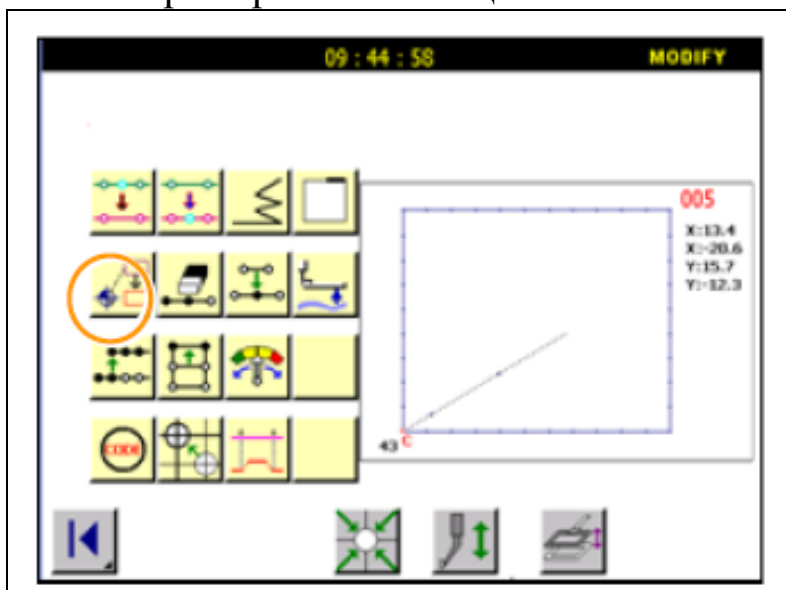 09 : 44 : 58
MODIFY
005
X:13.4
X:-20.6
Y:15.7
Y:-12.3
43 C
CODE